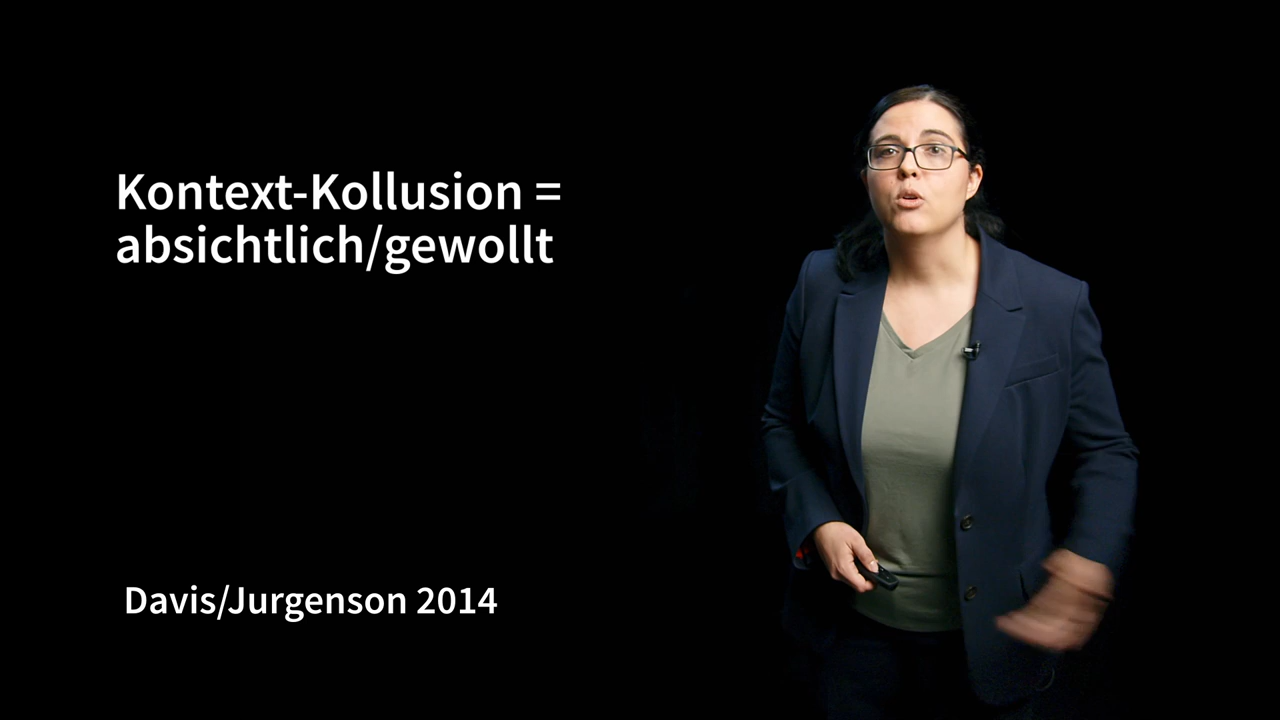 Kontext-Kollusion =
absichtlich/gewollt
Davis/Jurgenson 2014